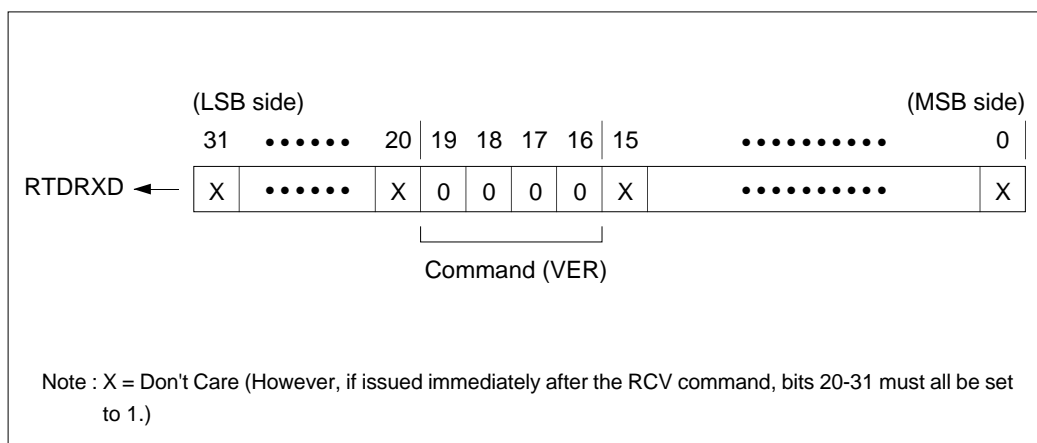 (LSB side) (MSB side)
31 •••••• 20 19 18 17 16 15 •••••••••• 0
RTDRXD X •••••• X 0 0 0 0 X •••••••••• X
Command (VER)
Note : X = Don't Care (However, if issued immediately after the RCV command, bits 20-31 must all be set
to 1.)